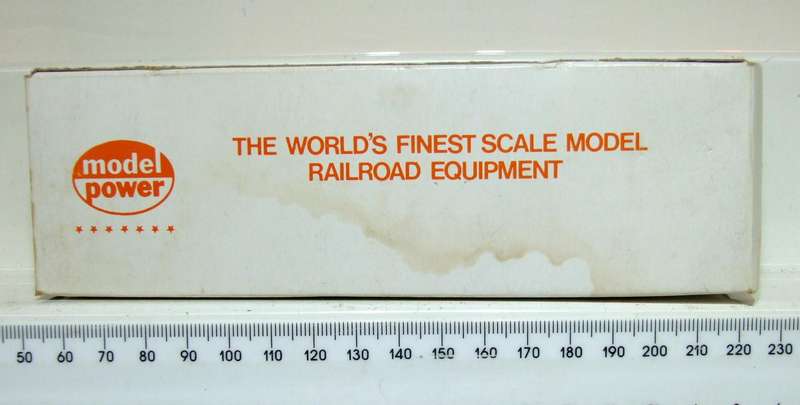 model
power
THE WORLD'S FINEST SCALE MODEL
RAILROAD EQUIPMENT
50 60 70 80 90 100 110 120 130 140 150 160 170 180 190 200 210 220 230